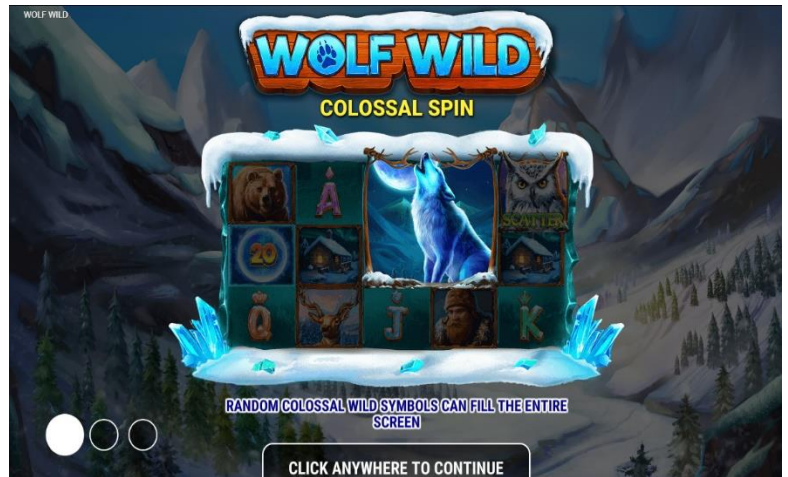 WOLF WILD
WOLF WILD
COLOSSAL SPIN
A
SCATTER
20
Q
J
K
RANDOM COLOSSAL WILD SYMBOLS CAN FILL THE ENTIRE
SCREEN
CLICK ANYWHERE TO CONTINUE